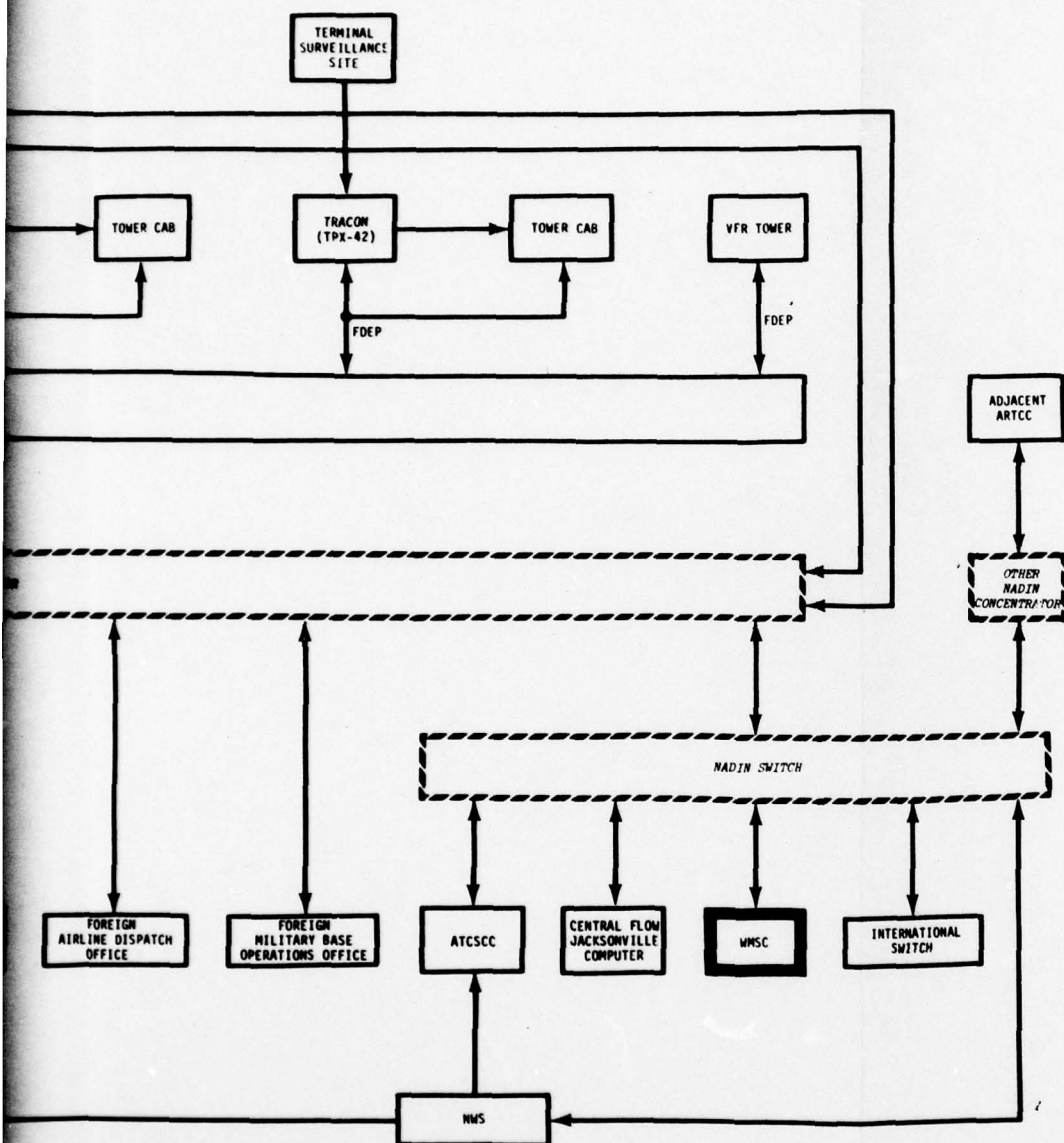 TERMINAL
SURVEILLANCE
SITE
TOWER CAB
TRACON
(TPX-42)
TOWER CAB
VFR TOWER
FDEP
FDEP
ADJACENT
ARTCC
OTHER
NADIN
CONCENTRATOR
NADIN SWITCH
FOREIGN
AIRLINE DISPATCH
OFFICE
FOREIGN
MILITARY BASE
OPERATIONS OFFICE
ATCSCC
CENTRAL FLOW
JACKSONVILLE
COMPUTER
WMSC
INTERNATIONAL
SWITCH
NWS